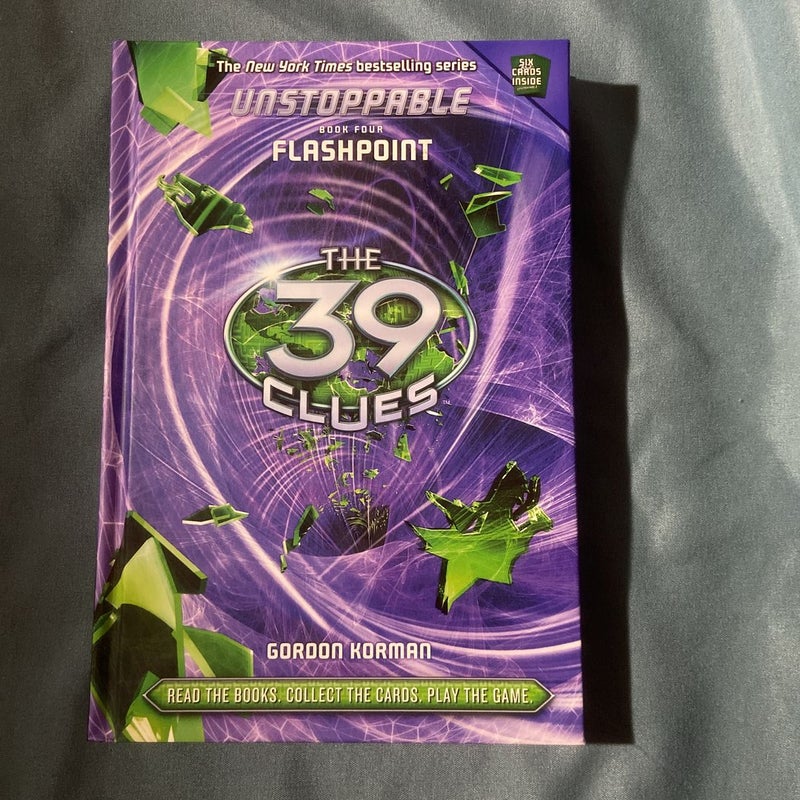 The New York Times bestselling series
SIX
CARDS
INSIDE
UNSTOPPABLE
BOOK FOUR
FLASHPOINT
THE
39
CLUES
™
GORDON KORMAN
READ THE BOOKS. COLLECT THE CARDS. PLAY THE GAME.